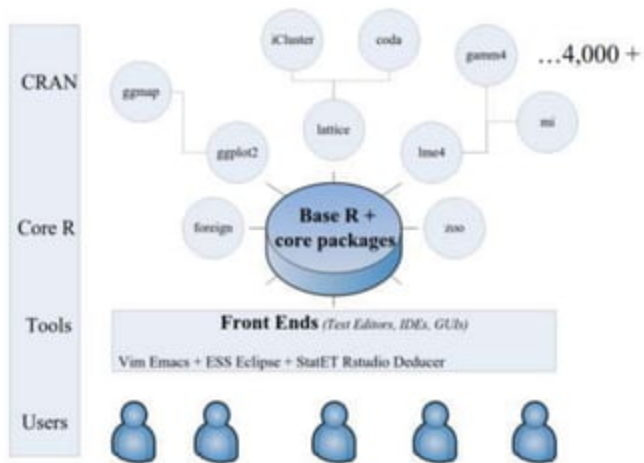 CRAN
iCluster
coda
gamm4
…4,000 +
ggmap
mi
lattice
ggplot2
lme4
Core R
foreign
Base R +
core packages
zoo
Tools
Front Ends (Text Editors, IDEs, GUIs)
Vim Emacs + ESS Eclipse + StatET Rstudio Deducer
Users